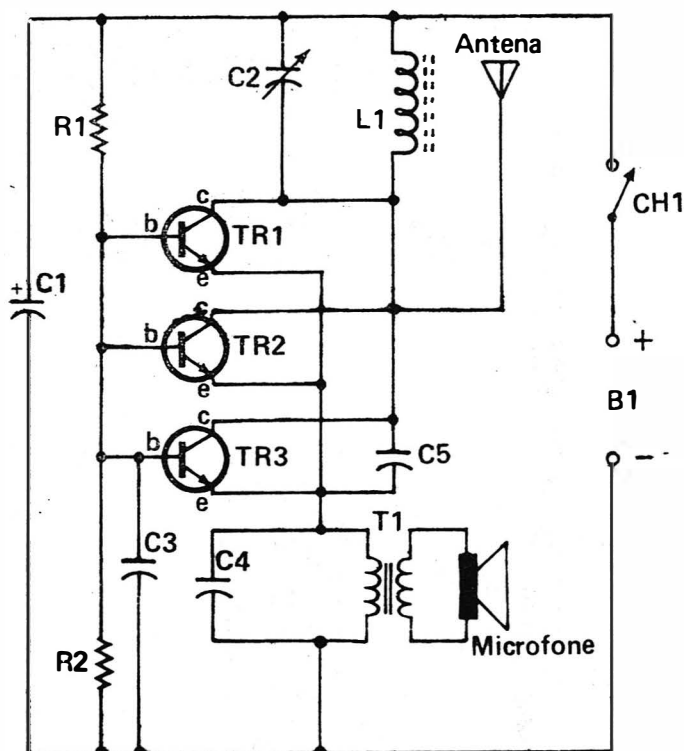 Antena
C2
L1
R1
c
b
TR1
e
CH1
+
C1
c
b
TR2
e
+
B1
-
c
b
TR3
e
C5
T1
C3
C4
R2
Microfone